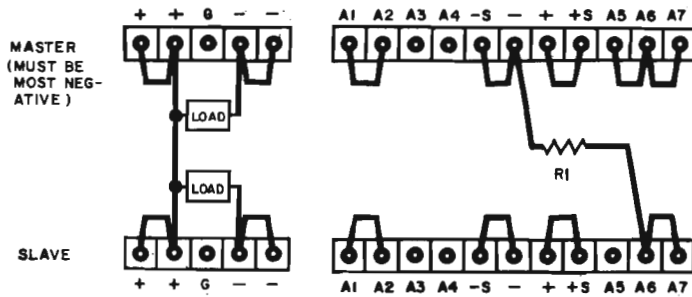 + + G − −
A1 A2 A3 A4 −S − + +S A5 A6 A7
MASTER
(MUST BE
MOST NEG-
ATIVE)
LOAD
R1
LOAD
SLAVE
+ + G − −
A1 A2 A3 A4 −S − + +S A5 A6 A7